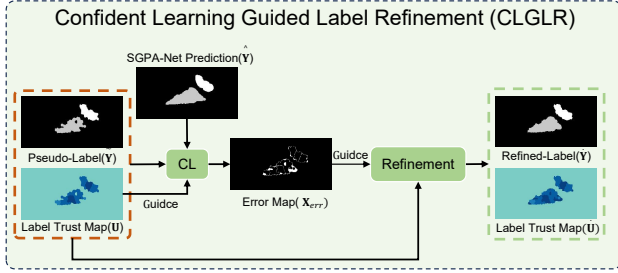 Confident Learning Guided Label Refinement (CLGLR)
SGPA-Net Prediction(Ŷ)
Pseudo-Label(Ỹ)
CL
Guidce
Label Trust Map(U)
Error Map( X_err)
Guidce
Refinement
Refined-Label(Ẏ)
Label Trust Map(U̇)